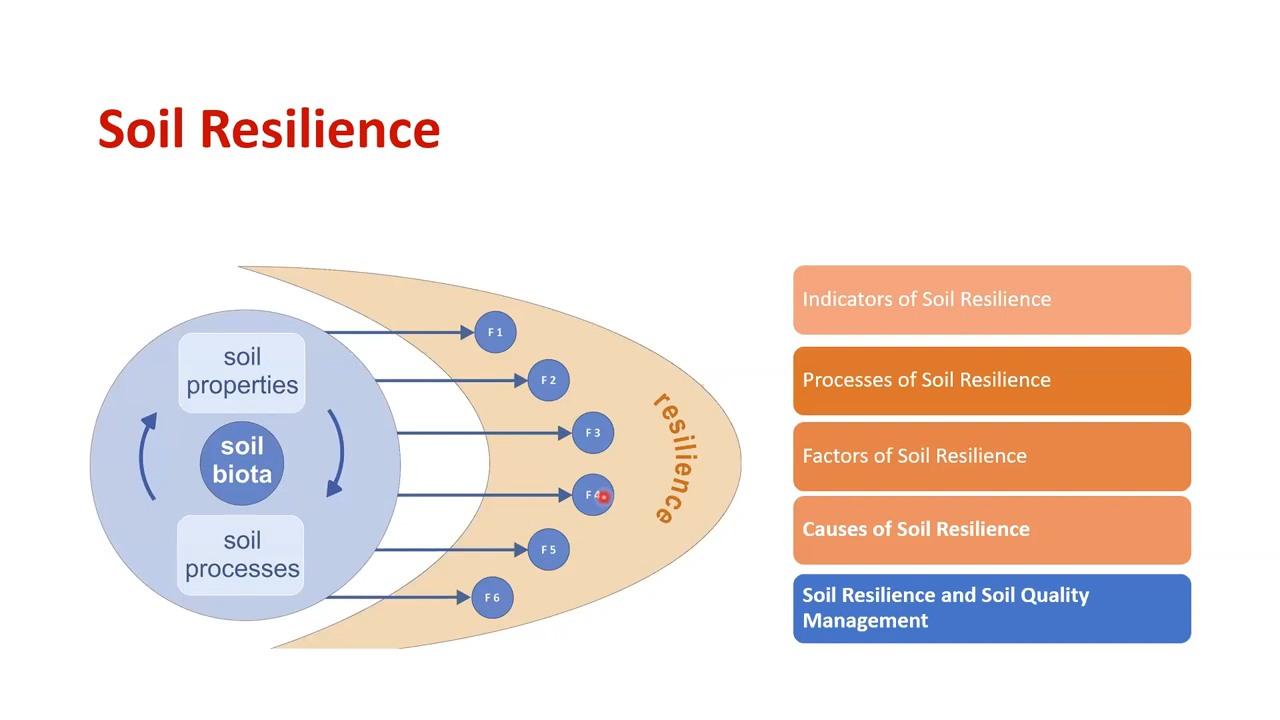 Soil Resilience
soil
properties
soil
biota
soil
processes
F 1
F 2
F 3
F 4
F 5
F 6
resilience
Indicators of Soil Resilience
Processes of Soil Resilience
Factors of Soil Resilience
Causes of Soil Resilience
Soil Resilience and Soil Quality
Management